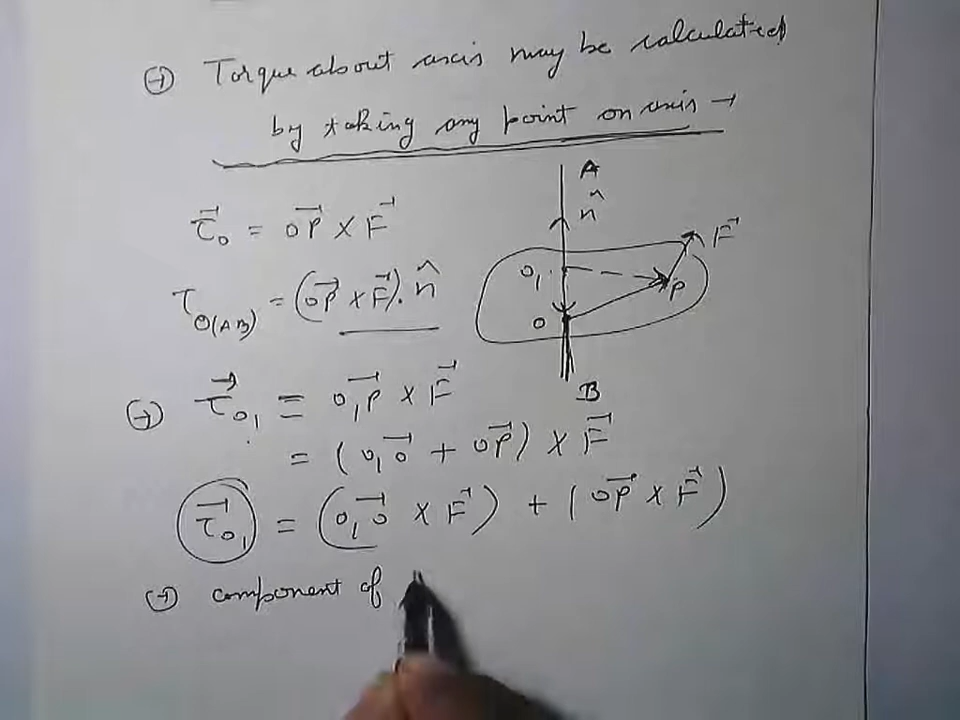 → Torque about axis may be calculated
by taking any point on axis →
τ⃗₀ = OP⃗ × F⃗
τ_O(AB) = (OP⃗ × F⃗). n̂
A
n̂
F⃗
O₁
P
O
B
→ τ⃗_O₁ = O₁P⃗ × F⃗
= (O₁O⃗ + OP⃗) × F⃗
τ⃗_O₁ = (O₁O⃗ × F⃗) + (OP⃗ × F⃗)
→ component of